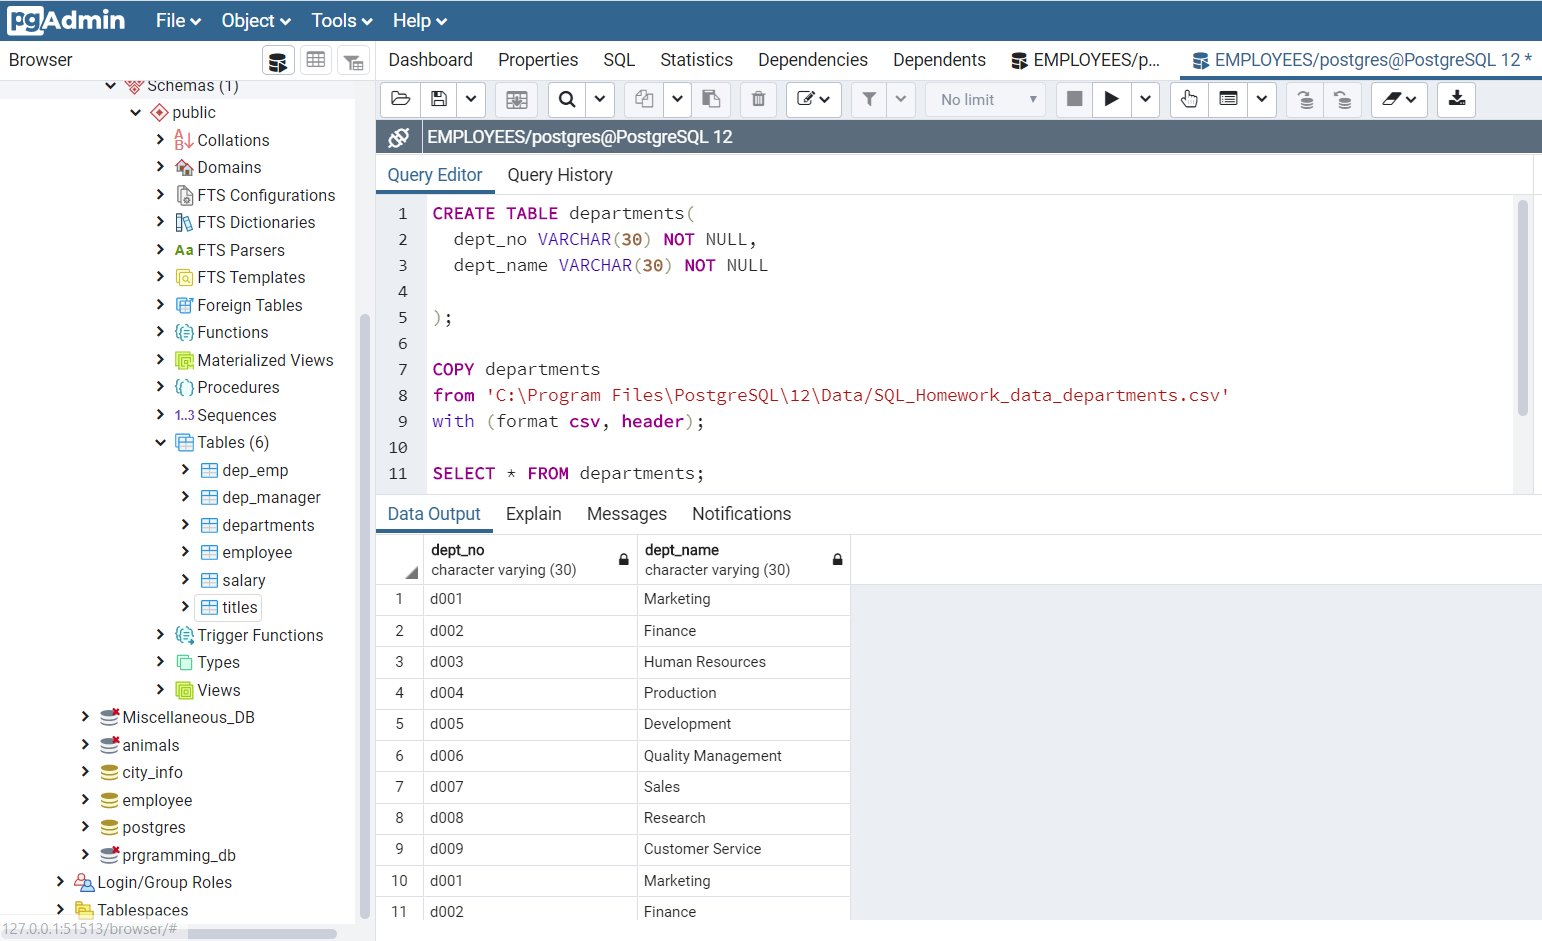 pgAdmin File Object Tools Help
Browser
Dashboard Properties SQL Statistics Dependencies Dependents EMPLOYEES/p... EMPLOYEES/postgres@PostgreSQL 12 *
Schemas (1)
public
Collations
Domains
FTS Configurations
FTS Dictionaries
Aa FTS Parsers
FTS Templates
Foreign Tables
Functions
Materialized Views
Procedures
1..3 Sequences
Tables (6)
dep_emp
dep_manager
departments
employee
salary
titles
Trigger Functions
Types
Views
Miscellaneous_DB
animals
city_info
employee
postgres
prgramming_db
Login/Group Roles
Tablespaces
127.0.0.1:51513/browser/#
No limit
EMPLOYEES/postgres@PostgreSQL 12
Query Editor Query History
1 CREATE TABLE departments(
2 dept_no VARCHAR(30) NOT NULL,
3 dept_name VARCHAR(30) NOT NULL
4
5 );
6
7 COPY departments
8 from 'C:\Program Files\PostgreSQL\12\Data/SQL_Homework_data_departments.csv'
9 with (format csv, header);
10
11 SELECT * FROM departments;
Data Output Explain Messages Notifications
dept_no dept_name
character varying (30) character varying (30)
1 d001 Marketing
2 d002 Finance
3 d003 Human Resources
4 d004 Production
5 d005 Development
6 d006 Quality Management
7 d007 Sales
8 d008 Research
9 d009 Customer Service
10 d001 Marketing
11 d002 Finance